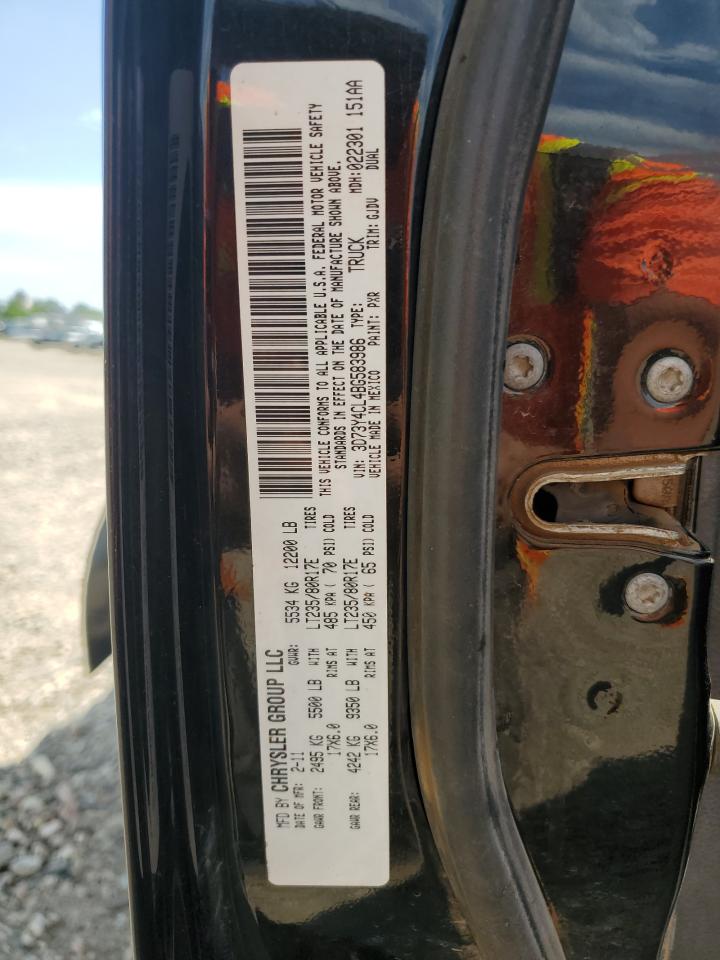 MFD BY CHRYSLER GROUP LLC
DATE OF MFR: 2-11 GVWR: 5534 KG 12200 LB
GAWR FRONT: 2495 KG 5500 LB WITH LT235/80R17E TIRES
17X6.0 RIMS AT 485 KPA ( 70 PSI) COLD
GAWR REAR: 4242 KG 9350 LB WITH LT235/80R17E TIRES
17X6.0 RIMS AT 450 KPA ( 65 PSI) COLD
THIS VEHICLE CONFORMS TO ALL APPLICABLE U.S.A. FEDERAL MOTOR VEHICLE SAFETY
STANDARDS IN EFFECT ON THE DATE OF MANUFACTURE SHOWN ABOVE.
VIN: 3D73Y4CL4BG583986 TYPE: TRUCK MDH:022301 151AA
VEHICLE MADE IN MEXICO PAINT: PXR TRIM: GJDV DUAL